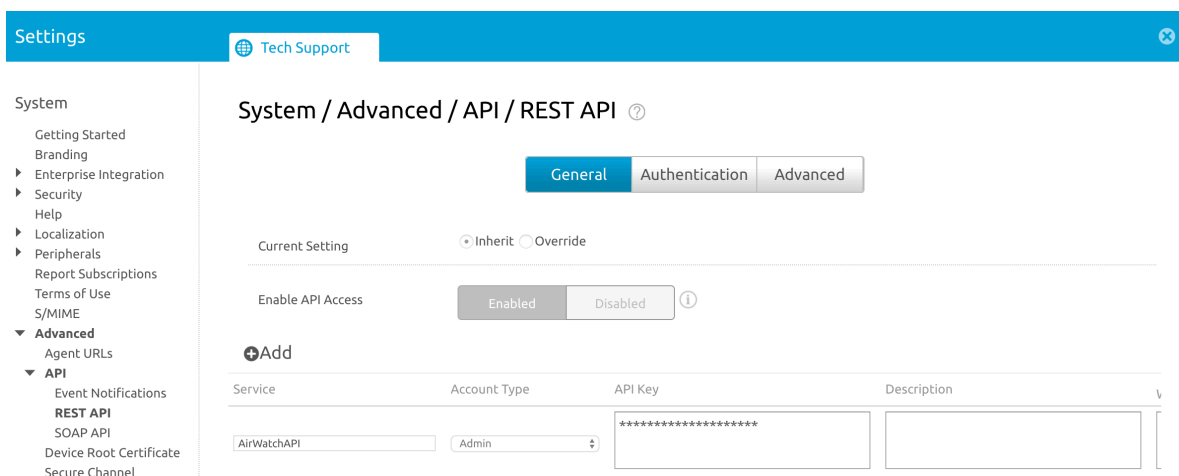 Settings
Tech Support
System
Getting Started
Branding
Enterprise Integration
Security
Help
Localization
Peripherals
Report Subscriptions
Terms of Use
S/MIME
Advanced
Agent URLs
API
Event Notifications
REST API
SOAP API
Device Root Certificate
Secure Channel
System / Advanced / API / REST API ?
General Authentication Advanced
Current Setting Inherit Override
Enable API Access Enabled Disabled i
Add
Service Account Type API Key Description
AirWatchAPI Admin ********************